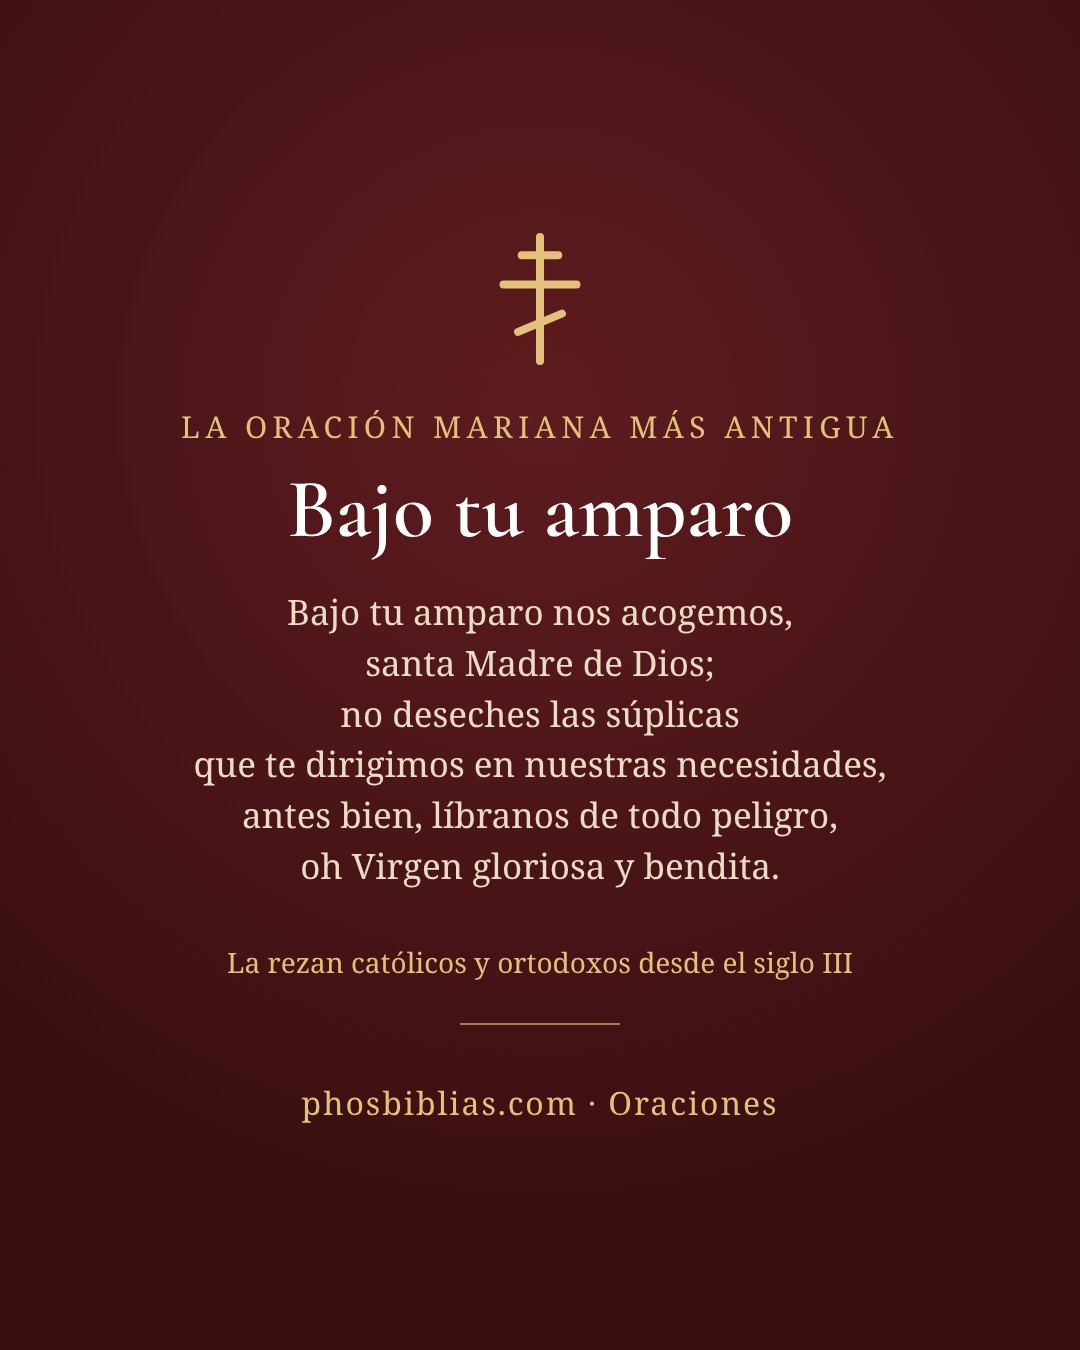 LA ORACIÓN MARIANA MÁS ANTIGUA
Bajo tu amparo
Bajo tu amparo nos acogemos,
santa Madre de Dios;
no deseches las súplicas
que te dirigimos en nuestras necesidades,
antes bien, líbranos de todo peligro,
oh Virgen gloriosa y bendita.
La rezan católicos y ortodoxos desde el siglo III
phosbiblias.com · Oraciones